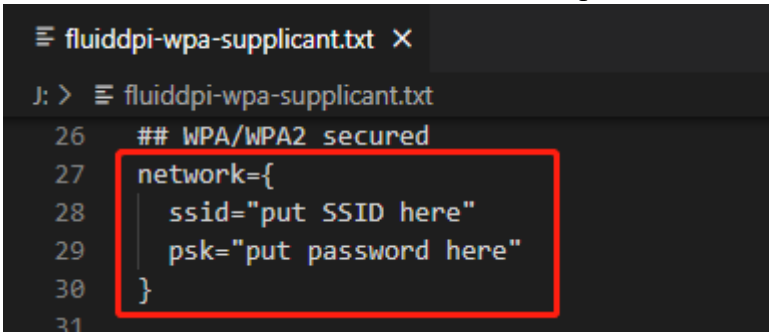 fluiddpi-wpa-supplicant.txt ×
J: > fluiddpi-wpa-supplicant.txt
26 ## WPA/WPA2 secured
27 network={
28 ssid="put SSID here"
29 psk="put password here"
30 }
31